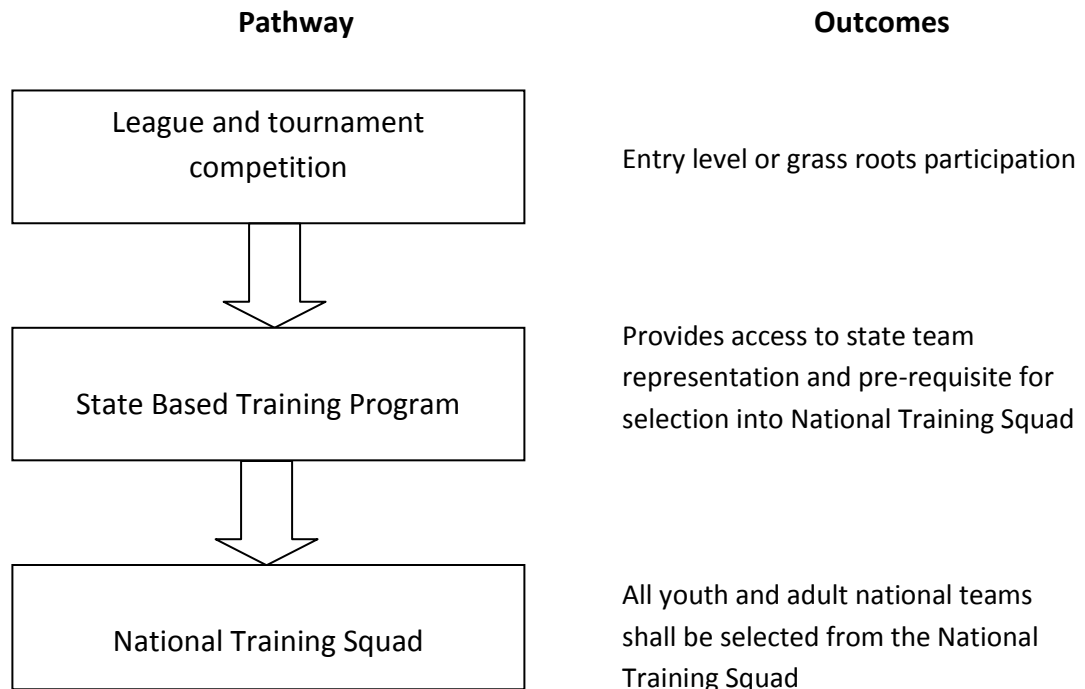 Pathway
Outcomes
League and tournament
competition
Entry level or grass roots participation
State Based Training Program
Provides access to state team
representation and pre-requisite for
selection into National Training Squad
National Training Squad
All youth and adult national teams
shall be selected from the National
Training Squad